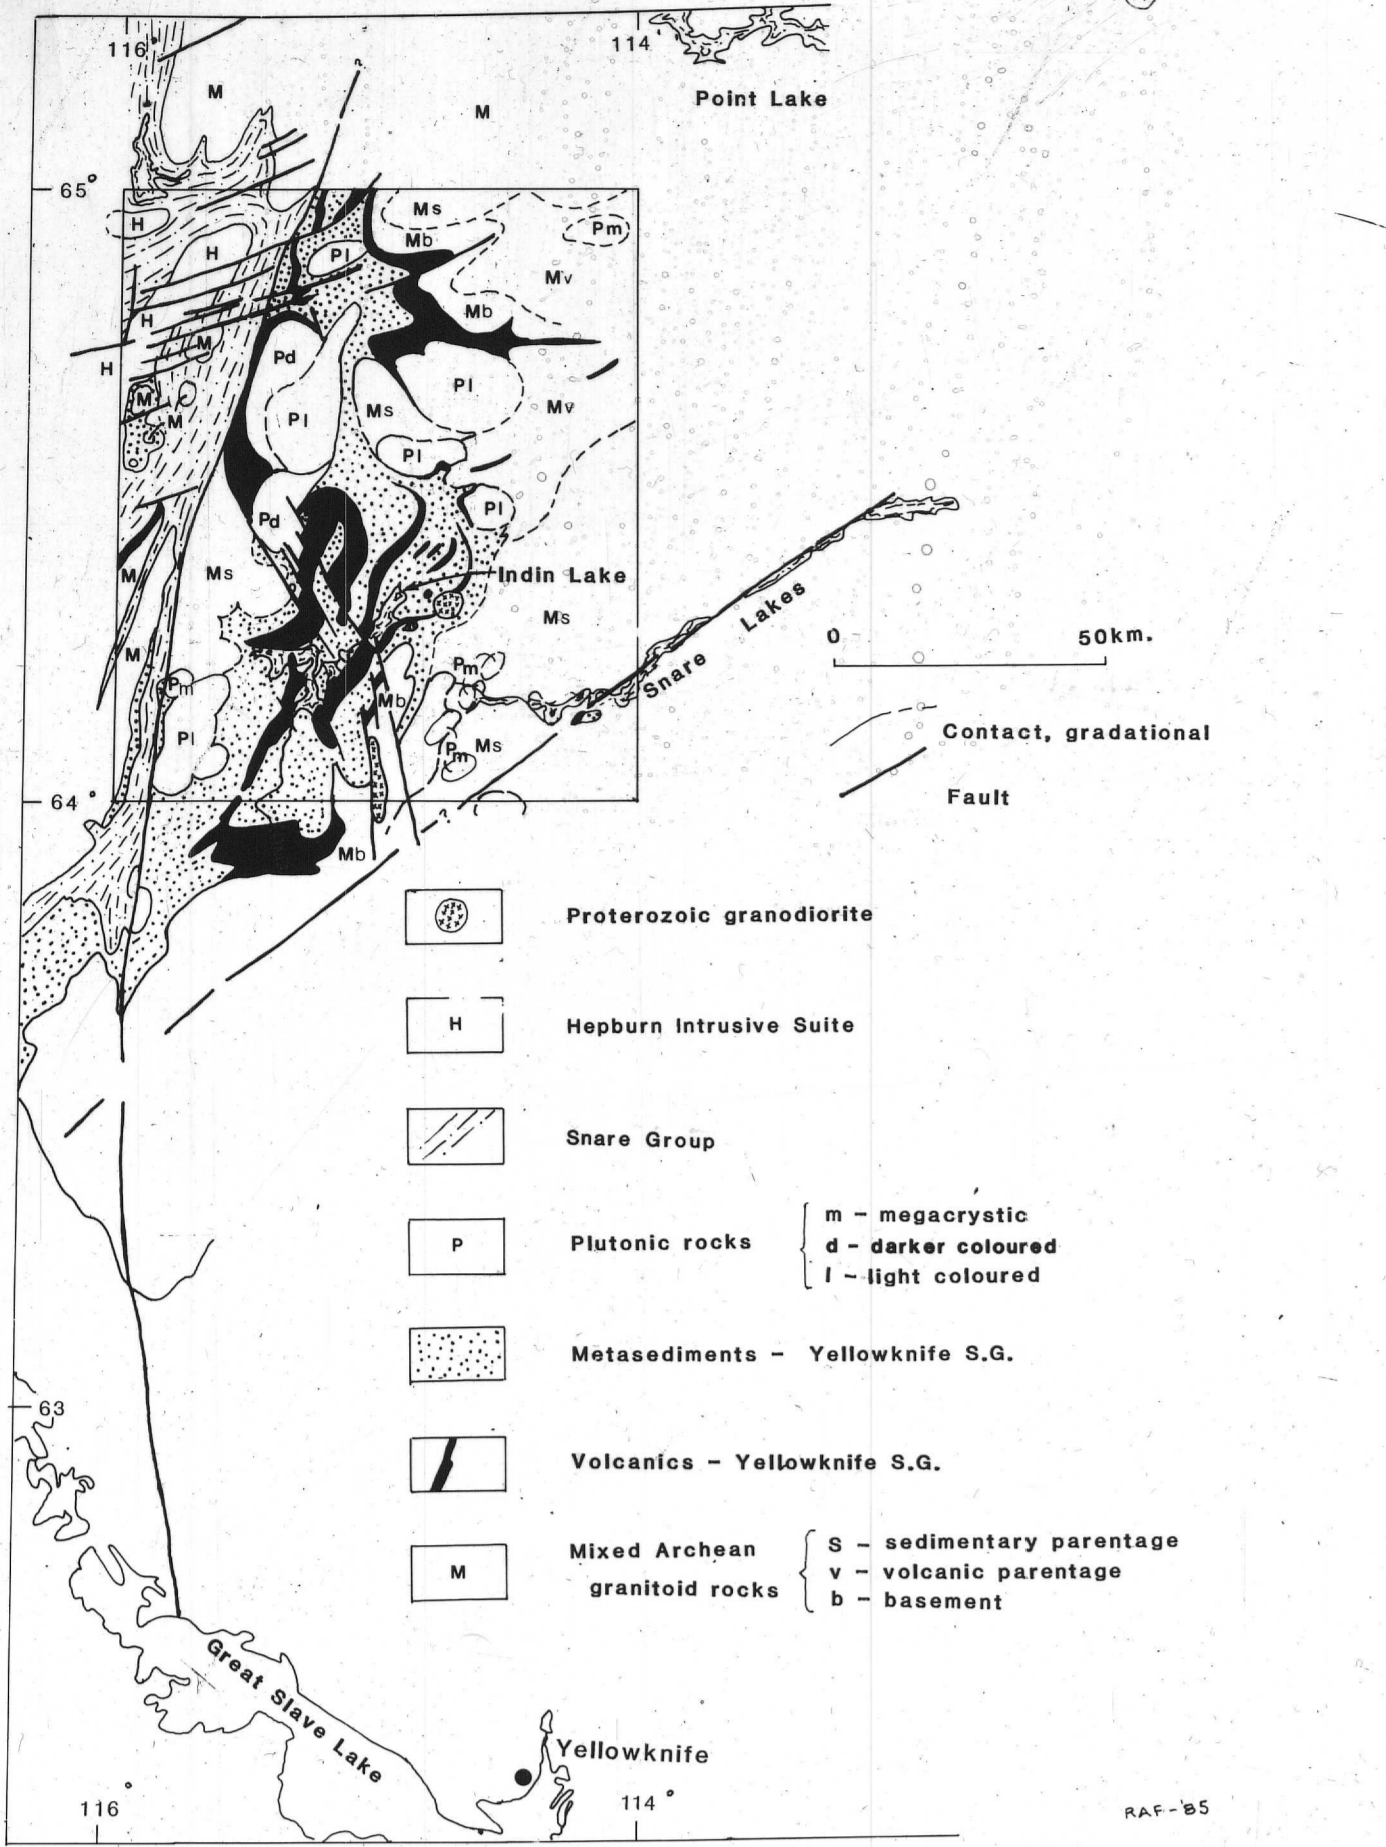 116°
114°
M
M
Point Lake
65°
H
Ms
Pm
H
Mb
Pl
Mv
H
Mb
M
Pd
H
Pl
M
Ms
Mv
M
Pl
Pl
Pl
Pd
M
Ms
Indin Lake
Ms
Snare Lakes
0
50km.
M
Pm
Pm
Mb
Contact, gradational
Pl
Pm
Ms
Fault
64°
?
Mb
Proterozoic granodiorite
H
Hepburn Intrusive Suite
Snare Group
P
Plutonic rocks
m - megacrystic
d - darker coloured
l - light coloured
Metasediments - Yellowknife S.G.
63
Volcanics - Yellowknife S.G.
M
Mixed Archean
granitoid rocks
S - sedimentary parentage
v - volcanic parentage
b - basement
Great Slave Lake
Yellowknife
116°
114°
RAF-'85